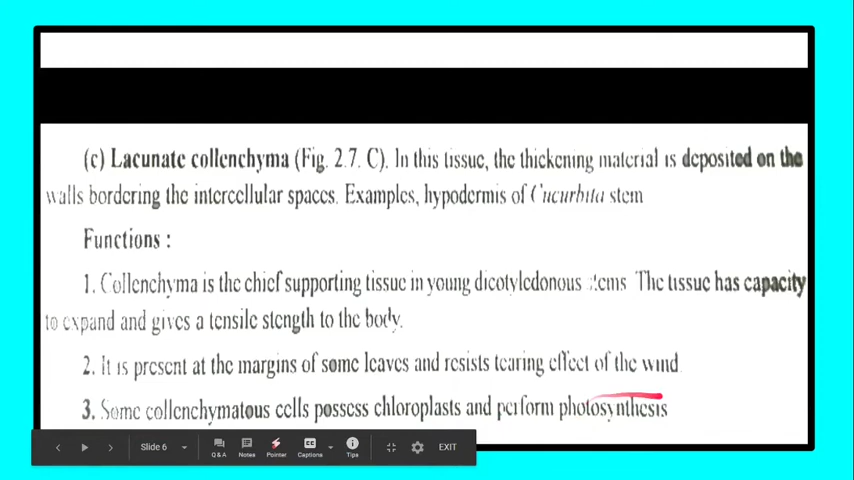 (c) Lacunate collenchyma (Fig. 2.7. C). In this tissue, the thickening material is deposited on the
walls bordering the intercellular spaces. Examples, hypodermis of Cucurbita stem
Functions :
1. Collenchyma is the chief supporting tissue in young dicotyledonous stems The tissue has capacity
to expand and gives a tensile stength to the body.
2. It is present at the margins of some leaves and resists tearing effect of the wind.
3. Some collenchymatous cells possess chloroplasts and perform photosynthesis
Slide 6
Q & A Notes Pointer Captions Tips
CC
EXIT